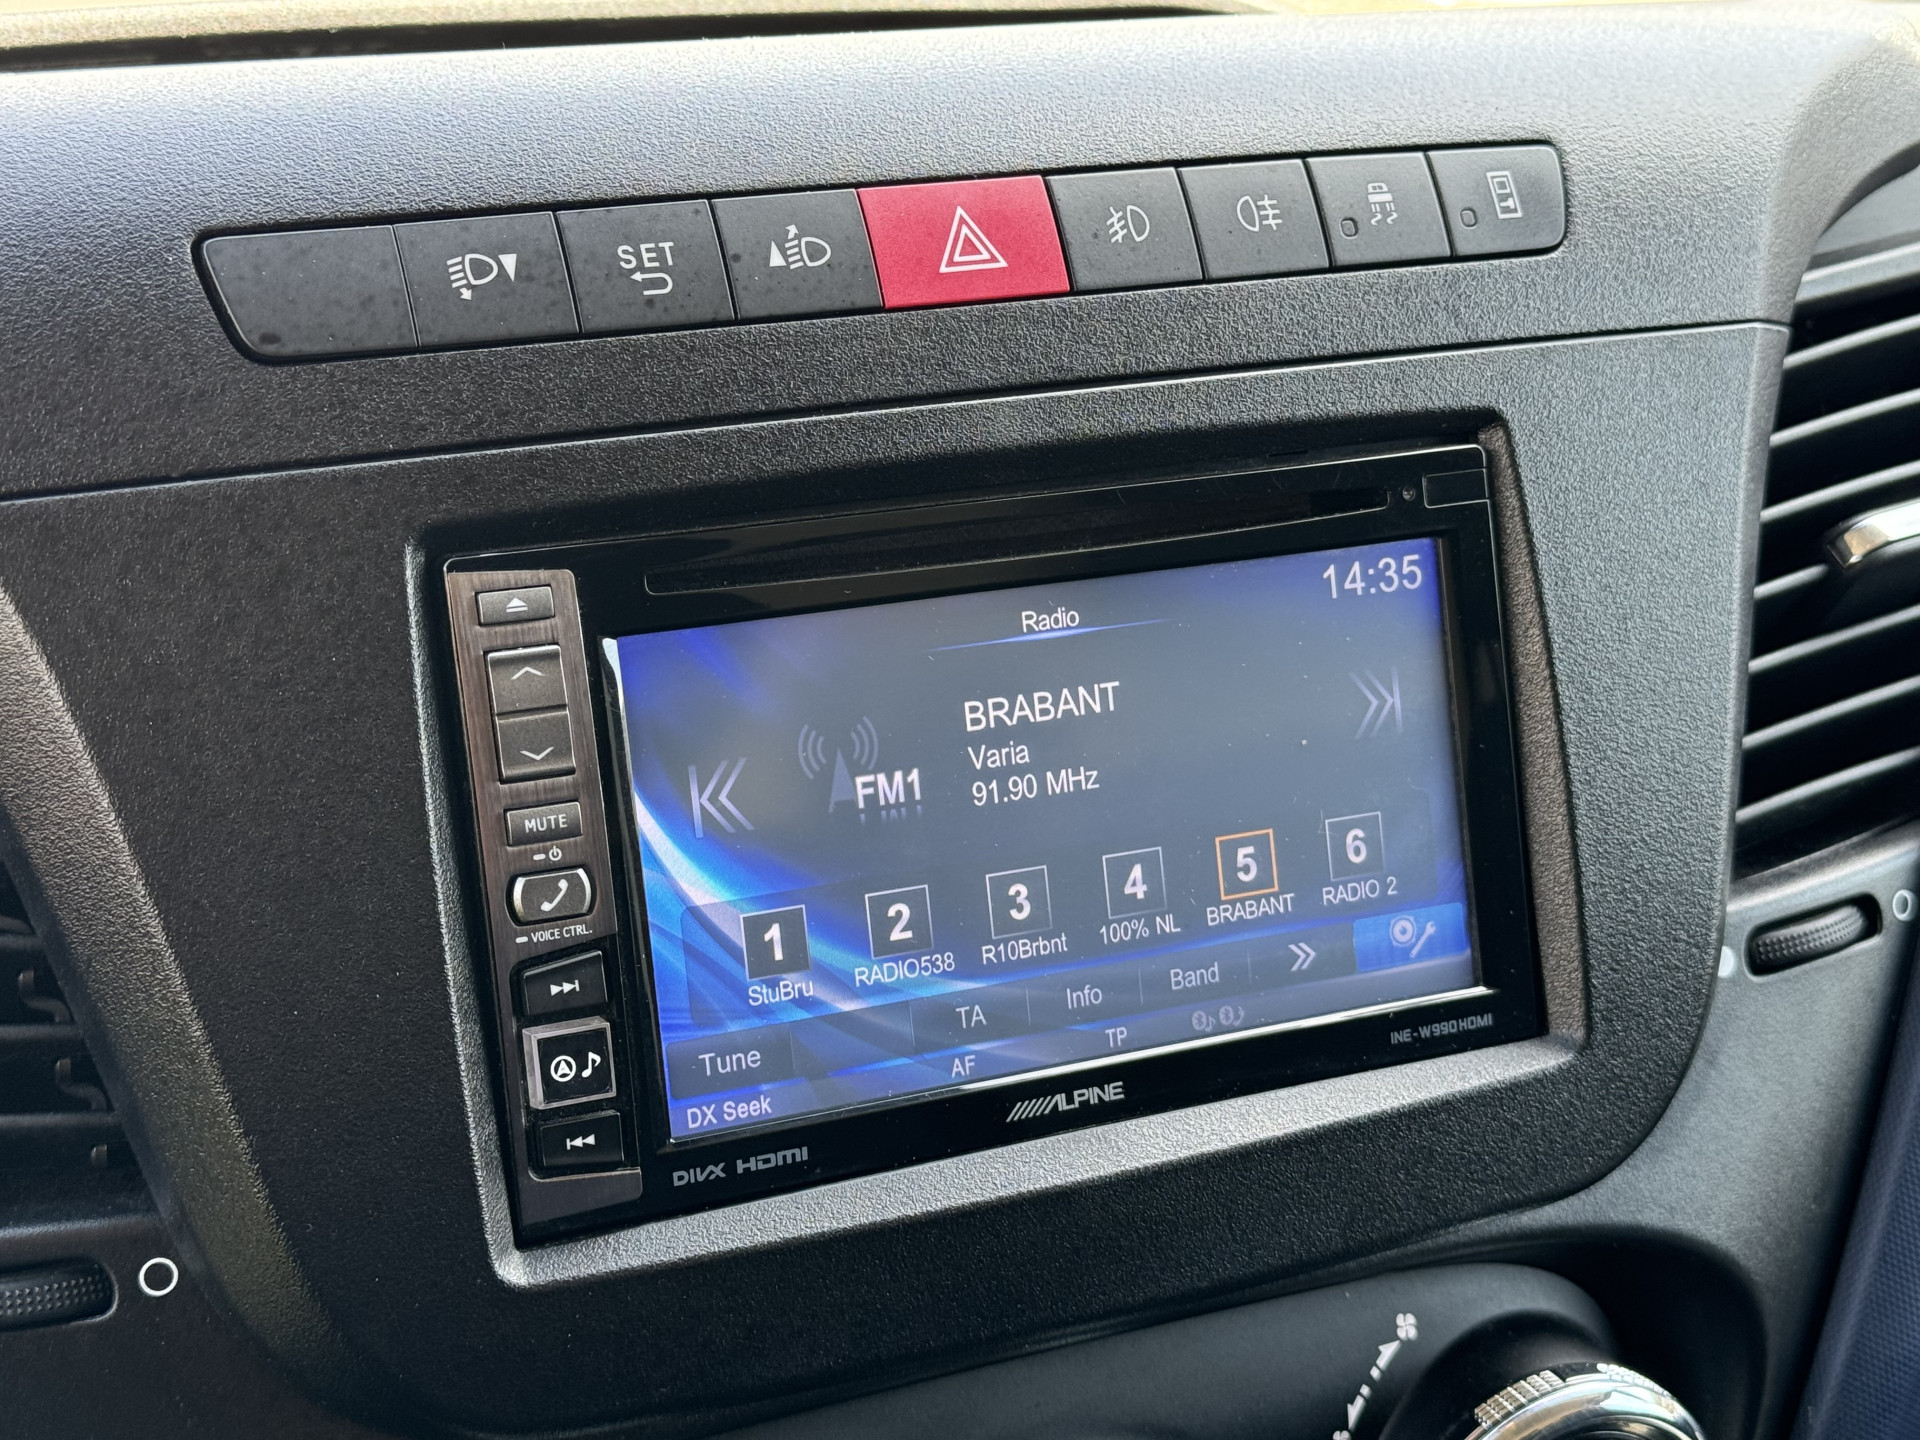 SET
14:35
Radio
BRABANT
Varia
91.90 MHz
FM1
MUTE
VOICE CTRL.
1 2 3 4 5 6
StuBru RADIO538 R10Brbnt 100% NL BRABANT RADIO 2
Tune TA Info Band
DX Seek AF TP
INE-W990HDMI
ALPINE
DIVX HDMI